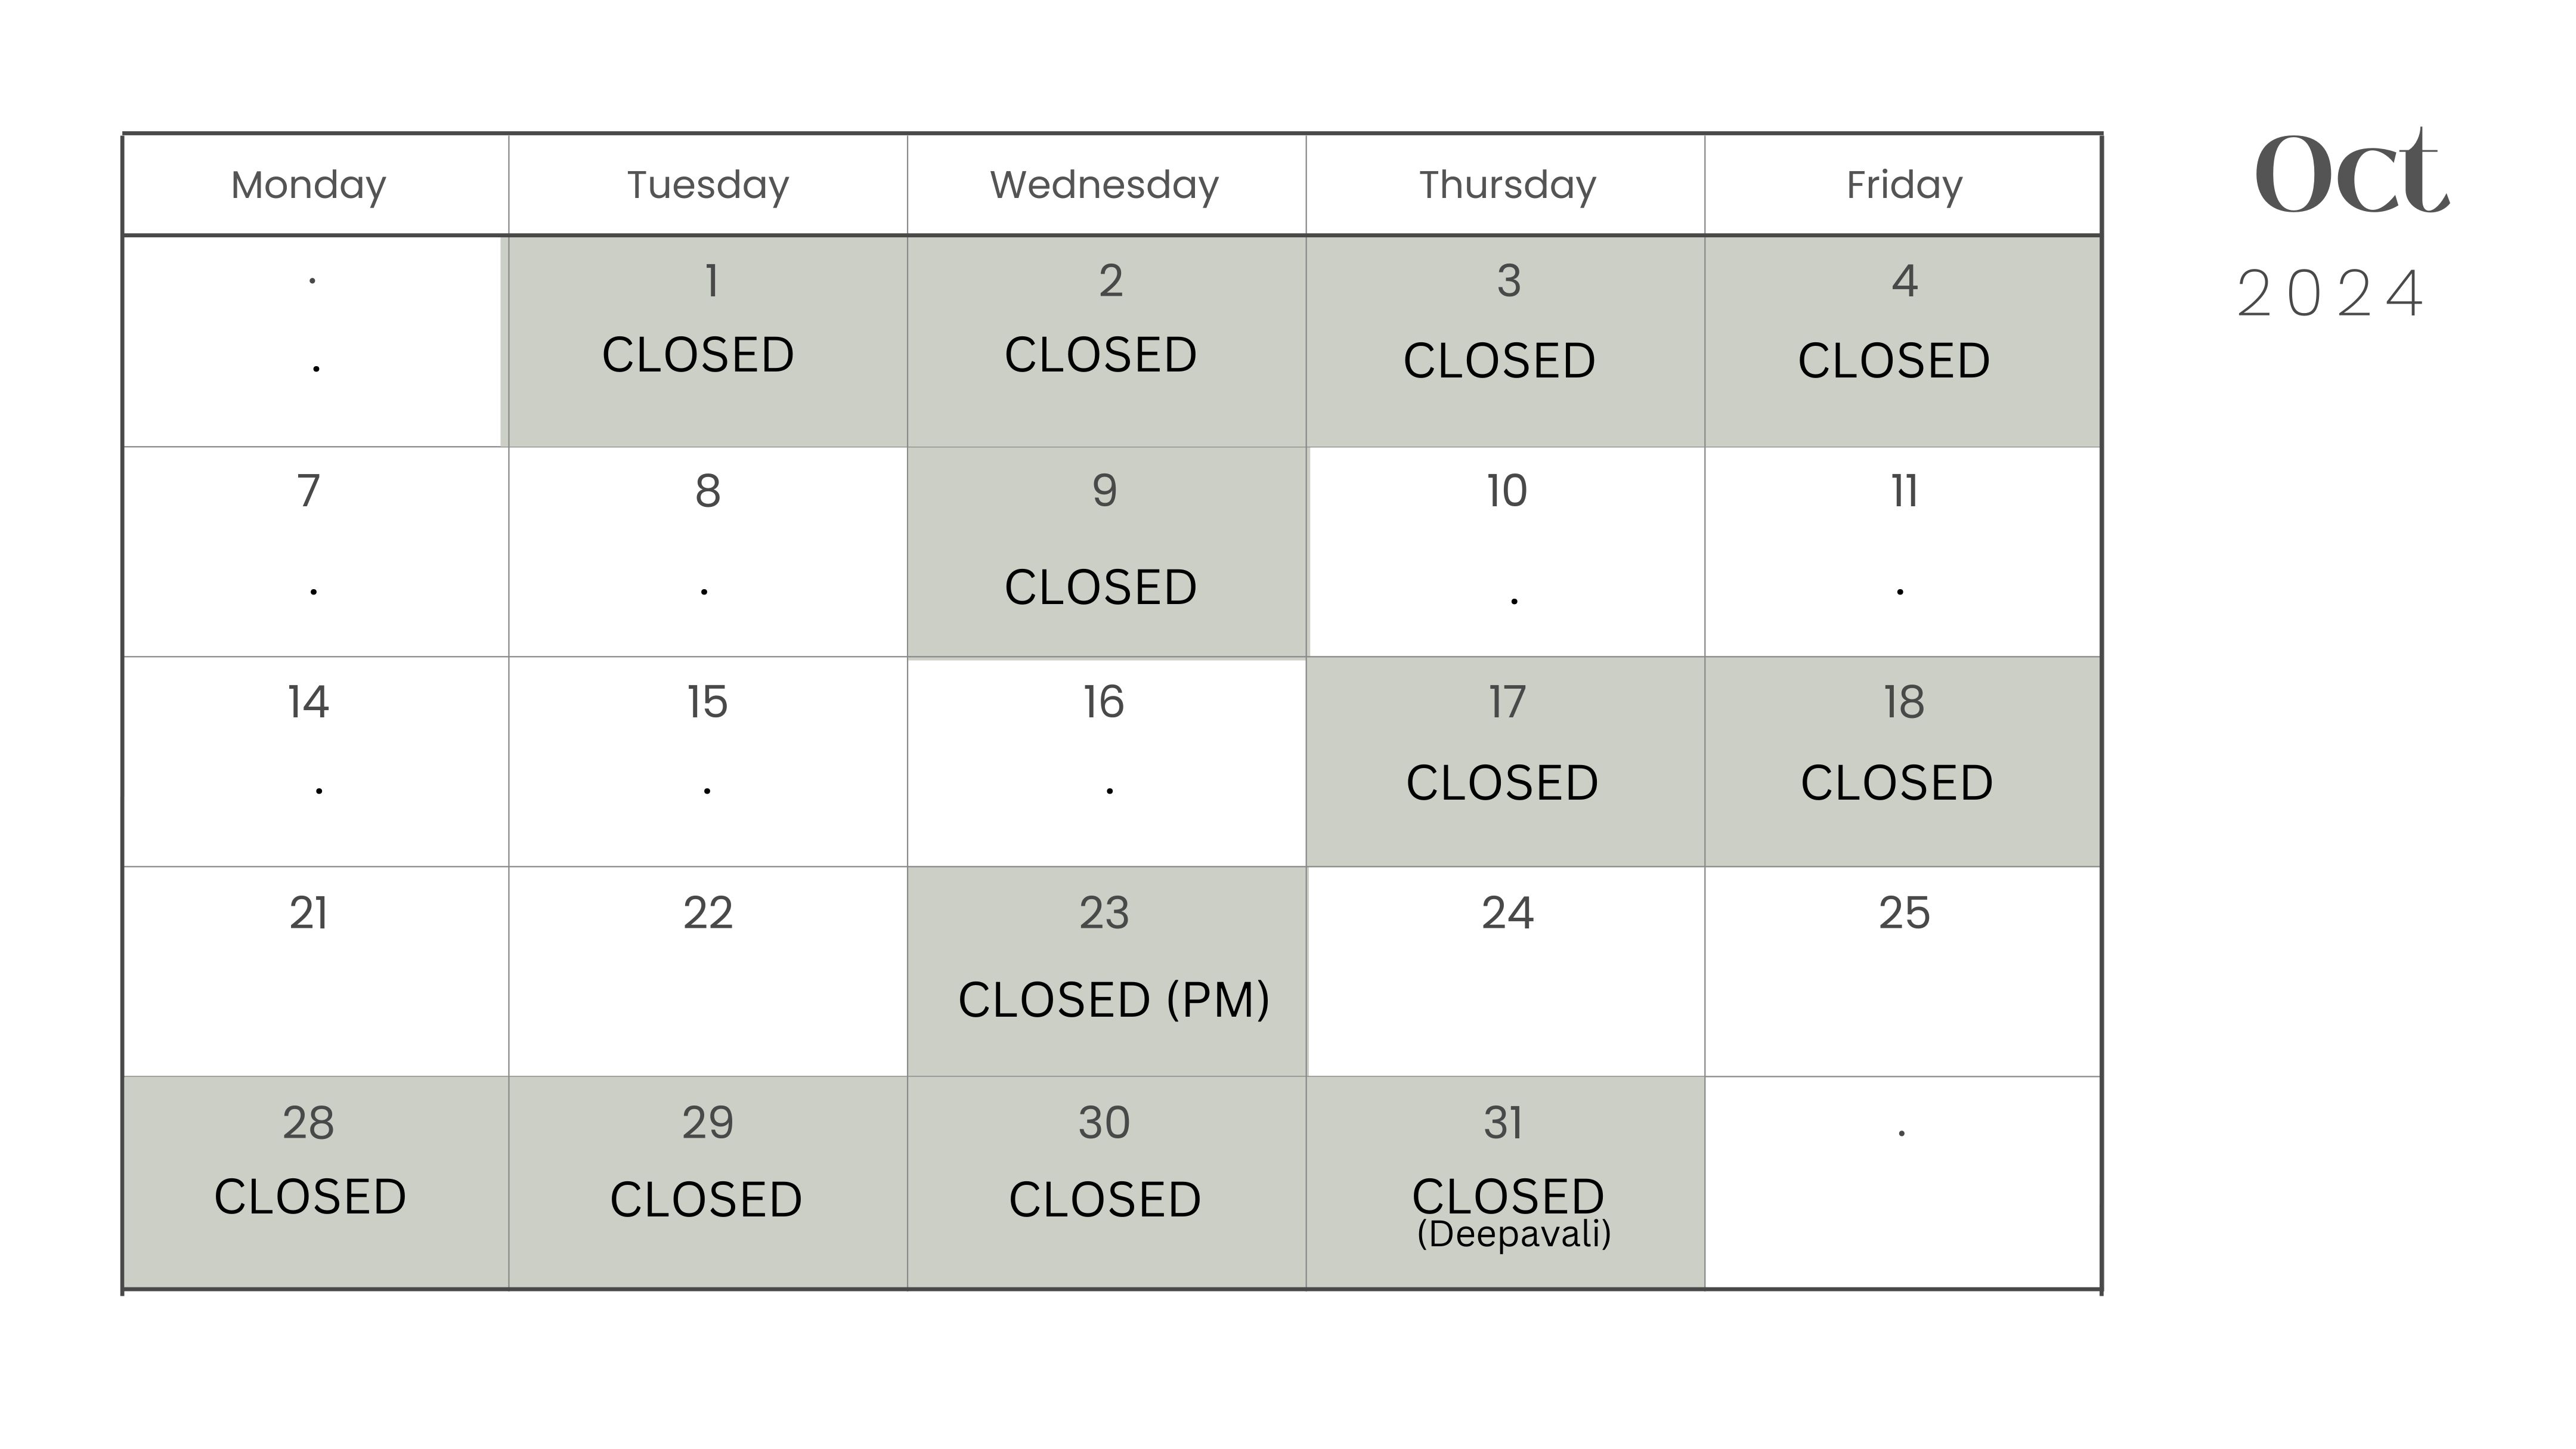 Oct
2024
Monday Tuesday Wednesday Thursday Friday
. 1 2 3 4
. CLOSED CLOSED CLOSED CLOSED
7 8 9 10 11
. . CLOSED . .
14 15 16 17 18
. . . CLOSED CLOSED
21 22 23 24 25
CLOSED (PM)
28 29 30 31 .
CLOSED CLOSED CLOSED CLOSED
(Deepavali)